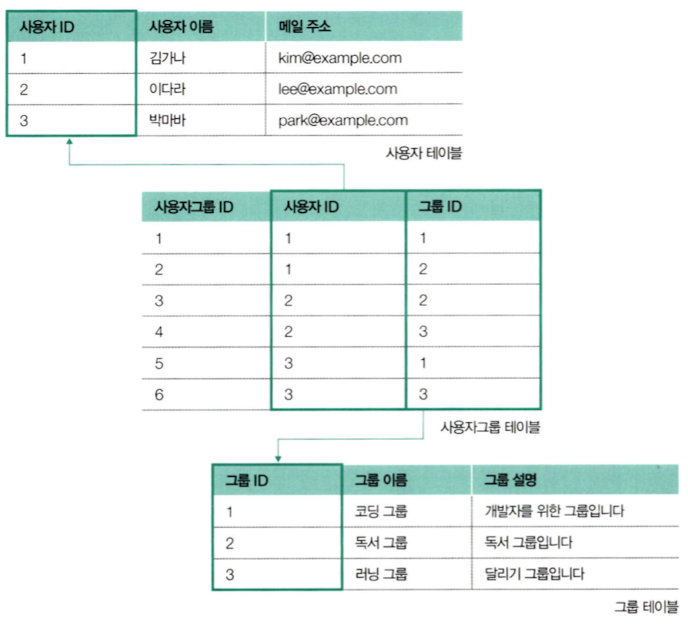 사용자 ID 사용자 이름 메일 주소
1 김가나 kim@example.com
2 이다라 lee@example.com
3 박마바 park@example.com
사용자 테이블
사용자그룹 ID 사용자 ID 그룹 ID
1 1 1
2 1 2
3 2 2
4 2 3
5 3 1
6 3 3
사용자그룹 테이블
그룹 ID 그룹 이름 그룹 설명
1 코딩 그룹 개발자를 위한 그룹입니다
2 독서 그룹 독서 그룹입니다
3 러닝 그룹 달리기 그룹입니다
그룹 테이블